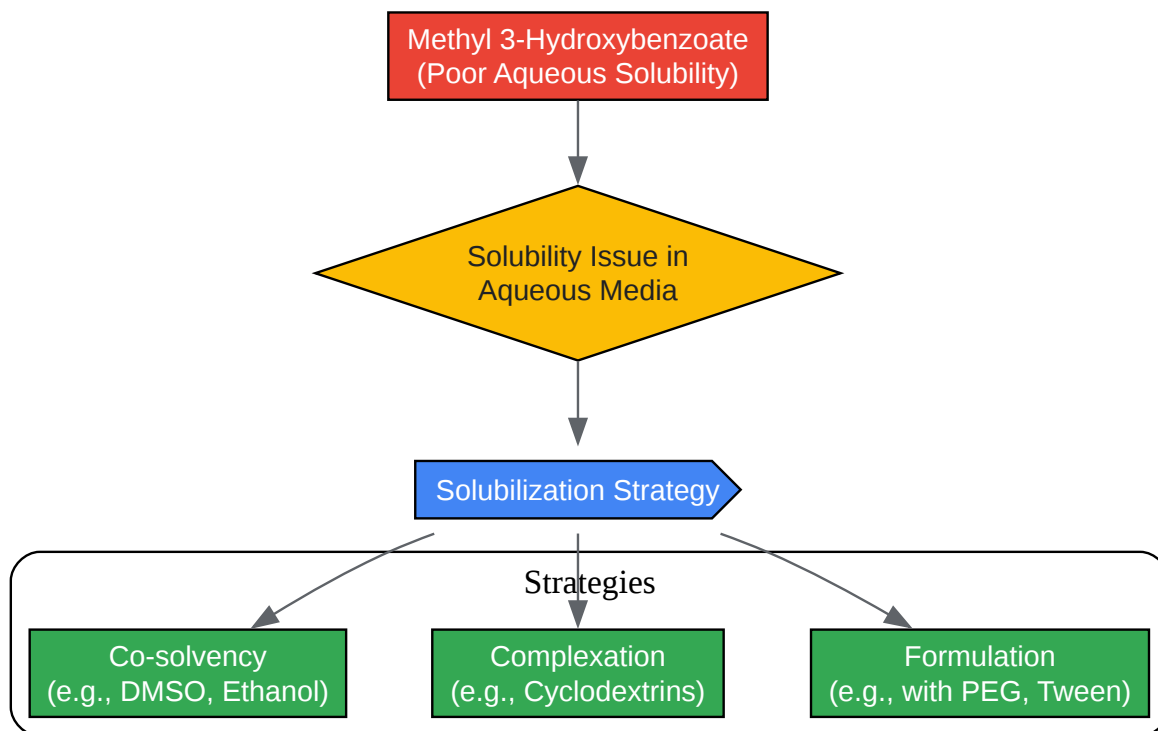 Methyl 3-Hydroxybenzoate
(Poor Aqueous Solubility)
Solubility Issue in
Aqueous Media
Solubilization Strategy
Strategies
Co-solvency
(e.g., DMSO, Ethanol)
Complexation
(e.g., Cyclodextrins)
Formulation
(e.g., with PEG, Tween)